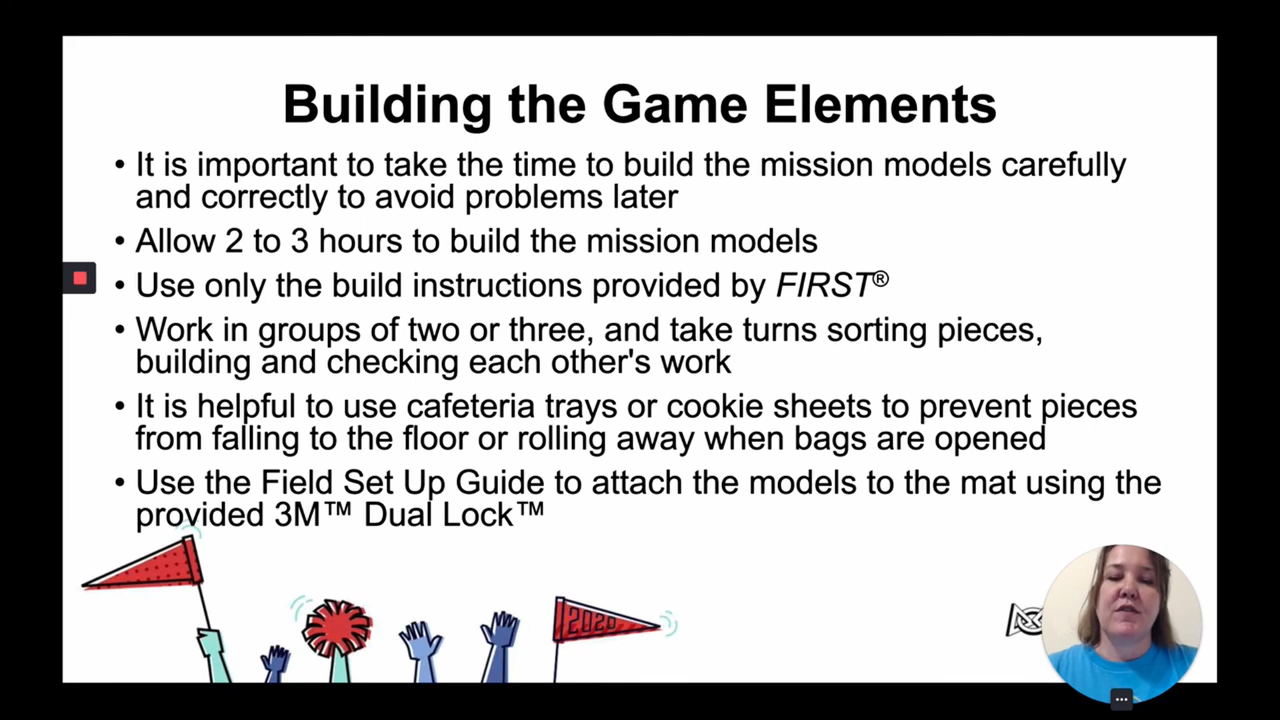 Building the Game Elements
• It is important to take the time to build the mission models carefully
and correctly to avoid problems later
• Allow 2 to 3 hours to build the mission models
• Use only the build instructions provided by FIRST®
• Work in groups of two or three, and take turns sorting pieces,
building and checking each other's work
• It is helpful to use cafeteria trays or cookie sheets to prevent pieces
from falling to the floor or rolling away when bags are opened
• Use the Field Set Up Guide to attach the models to the mat using the
provided 3M™ Dual Lock™
2020